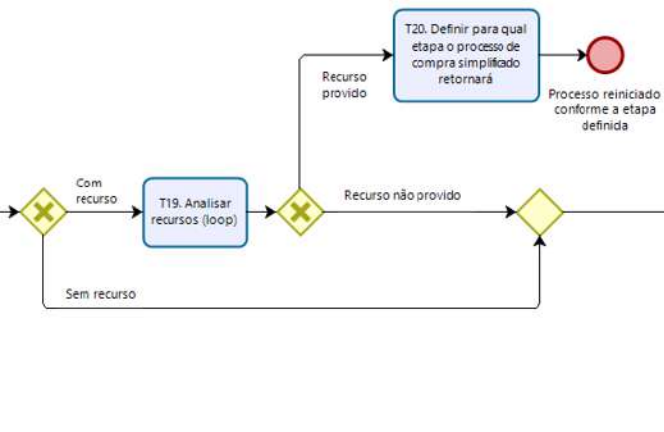 T20. Definir para qual
etapa o processo de
compra simplificado
retornará
Recurso
provido
Processo reiniciado
conforme a etapa
definida
Com
recurso
T19. Analisar
recursos (loop)
Recurso não provido
Sem recurso